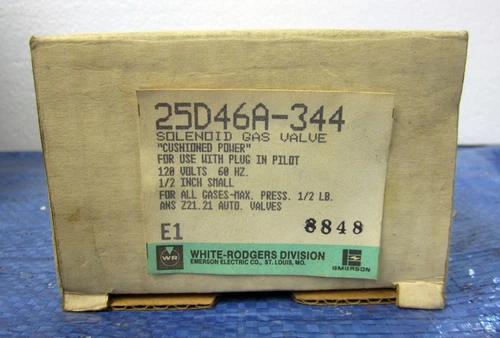 25D46A-344
SOLENOID GAS VALVE
"CUSHIONED POWER"
FOR USE WITH PLUG IN PILOT
120 VOLTS 60 HZ.
1/2 INCH SMALL
FOR ALL GASES-MAX. PRESS. 1/2 LB.
ANS Z21.21 AUTO. VALVES
E1 8848
WR WHITE-RODGERS DIVISION
EMERSON ELECTRIC CO., ST. LOUIS, MO.
EMERSON